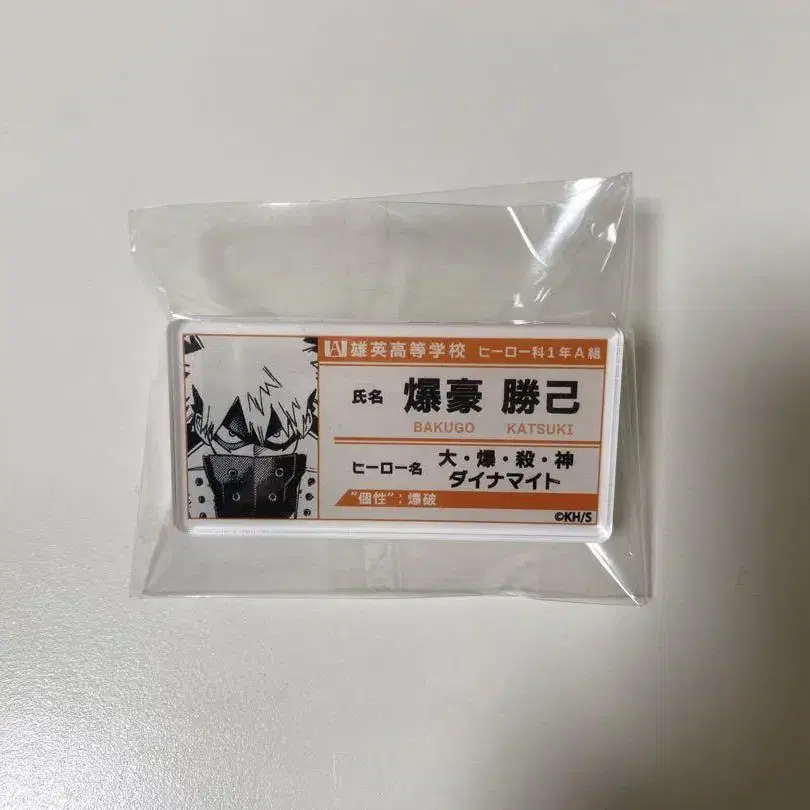 UA 雄英高等学校 ヒーロー科1年A組
氏名 爆豪 勝己
BAKUGO KATSUKI
ヒーロー名 大・爆・殺・神
ダイナマイト
"個性":爆破
©KH/S